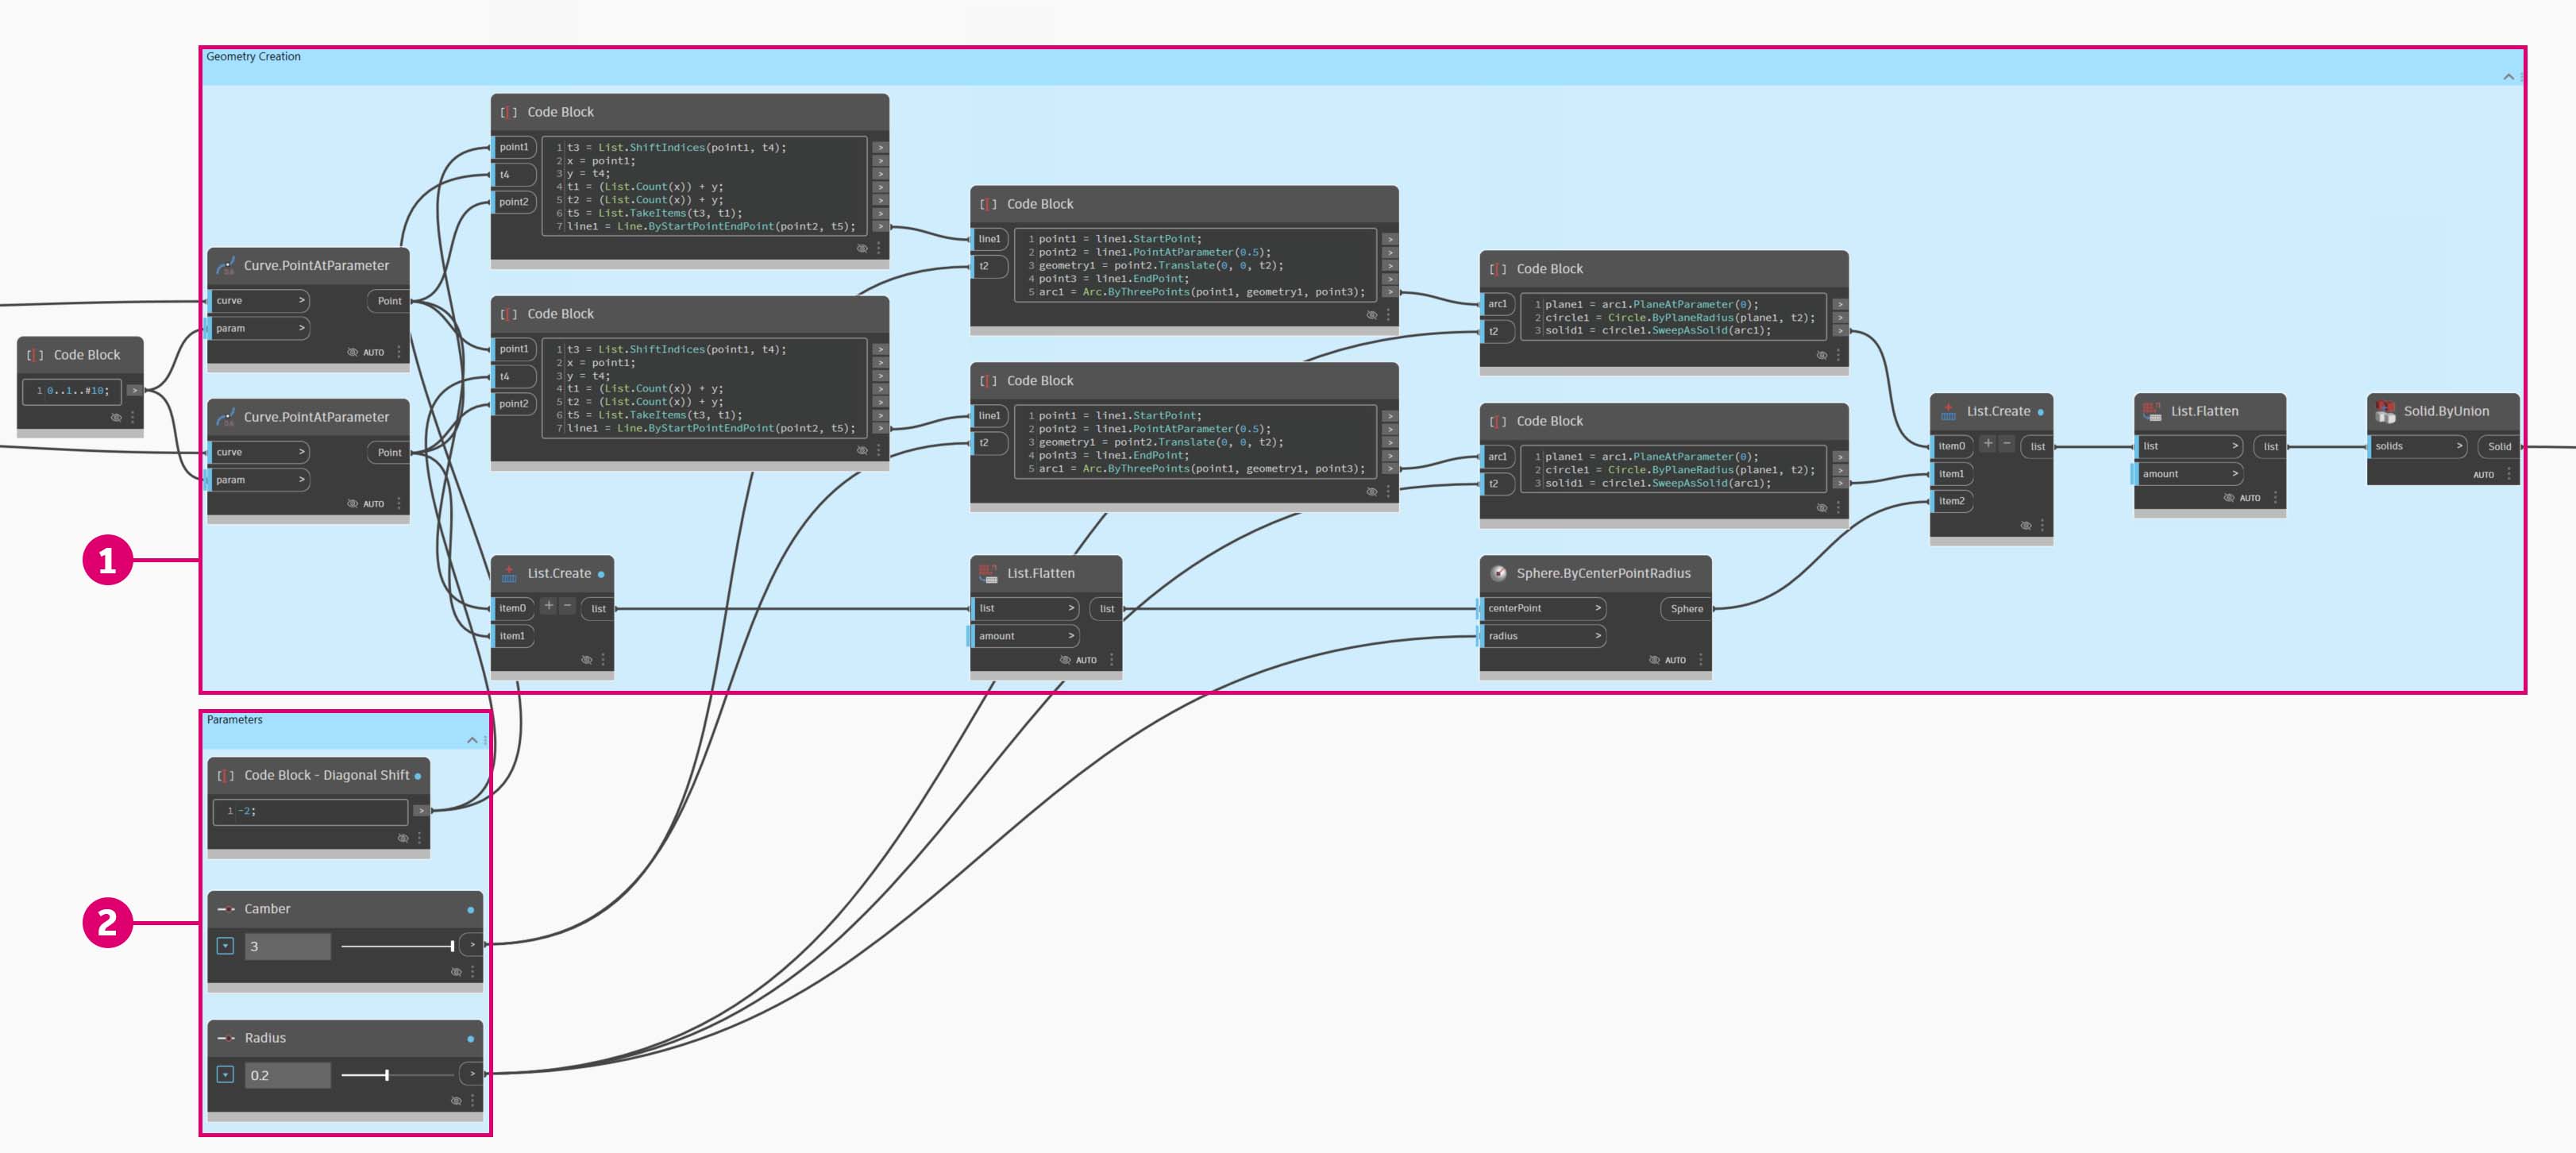 Geometry Creation
Code Block
point1
t4
point2
1 t3 = List.ShiftIndices(point1, t4);
2 x = point1;
3 y = t4;
4 t1 = (List.Count(x)) + y;
5 t2 = (List.Count(x)) + y;
6 t5 = List.TakeItems(t3, t1);
7 line1 = Line.ByStartPointEndPoint(point2, t5);
Code Block
line1
t2
1 point1 = line1.StartPoint;
2 point2 = line1.PointAtParameter(0.5);
3 geometry1 = point2.Translate(0, 0, t2);
4 point3 = line1.EndPoint;
5 arc1 = Arc.ByThreePoints(point1, geometry1, point3);
Code Block
arc1
t2
1 plane1 = arc1.PlaneAtParameter(0);
2 circle1 = Circle.ByPlaneRadius(plane1, t2);
3 solid1 = circle1.SweepAsSolid(arc1);
Curve.PointAtParameter
curve > Point
param >
AUTO
Code Block
1 0..1..#10;
Code Block
point1
t4
point2
1 t3 = List.ShiftIndices(point1, t4);
2 x = point1;
3 y = t4;
4 t1 = (List.Count(x)) + y;
5 t2 = (List.Count(x)) + y;
6 t5 = List.TakeItems(t3, t1);
7 line1 = Line.ByStartPointEndPoint(point2, t5);
Code Block
line1
t2
1 point1 = line1.StartPoint;
2 point2 = line1.PointAtParameter(0.5);
3 geometry1 = point2.Translate(0, 0, t2);
4 point3 = line1.EndPoint;
5 arc1 = Arc.ByThreePoints(point1, geometry1, point3);
Code Block
arc1
t2
1 plane1 = arc1.PlaneAtParameter(0);
2 circle1 = Circle.ByPlaneRadius(plane1, t2);
3 solid1 = circle1.SweepAsSolid(arc1);
Curve.PointAtParameter
curve > Point
param >
AUTO
List.Create
item0 + − list
item1
item2
List.Flatten
list > list
amount >
AUTO
Solid.ByUnion
solids > Solid
AUTO
1
List.Create
item0 + − list
item1
List.Flatten
list > list
amount >
AUTO
Sphere.ByCenterPointRadius
centerPoint > Sphere
radius >
AUTO
Parameters
Code Block - Diagonal Shift
1 -2;
2
Camber
3
Radius
0.2